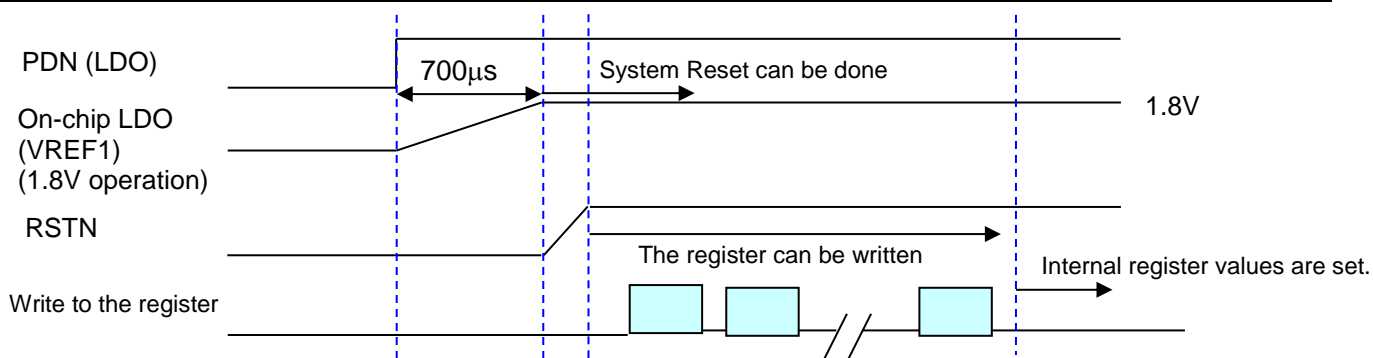 PDN (LDO)
700μs
System Reset can be done
On-chip LDO
(VREF1)
(1.8V operation)
1.8V
RSTN
The register can be written
Internal register values are set.
Write to the register